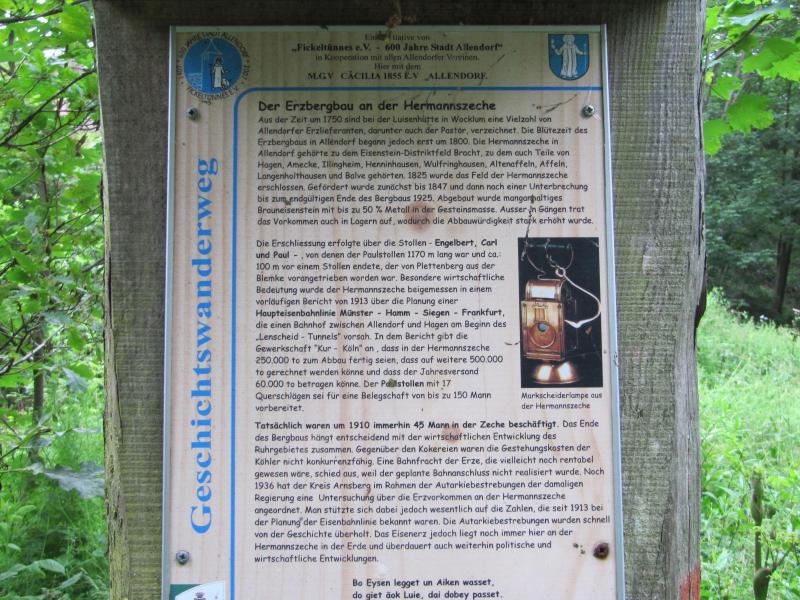 Eine Initiative von
„Fickeltünnes e.V. - 600 Jahre Stadt Allendorf"
in Kooperation mit allen Allendorfer Vereinen.
Hier mit dem
M.G.V CÄCILIA 1855 E.V ALLENDORF.
600 JAHRE STADT ALLENDORF
FICKELTÜNNES E.V.
Geschichtswanderweg
Der Erzbergbau an der Hermannszeche
Aus der Zeit um 1750 sind bei der Luisenhütte in Wocklum eine Vielzahl von
Allendorfer Erzlieferanten, darunter auch der Pastor, verzeichnet. Die Blütezeit des
Erzbergbaus in Allendorf begann jedoch erst um 1800. Die Hermannszeche in
Allendorf gehörte zu dem Eisenstein-Distriktfeld Bracht, zu dem auch Teile von
Hagen, Amecke, Illingheim, Henninhausen, Wulfringhausen, Altenaffeln, Affeln,
Langenholthausen und Balve gehörten. 1825 wurde das Feld der Hermannszeche
erschlossen. Gefördert wurde zunächst bis 1847 und dann nach einer Unterbrechung
bis zum endgültigen Ende des Bergbaus 1925. Abgebaut wurde manganhaltiges
Brauneisenstein mit bis zu 50 % Metall in der Gesteinsmasse. Ausser in Gängen trat
das Vorkommen auch in Lagern auf, wodurch die Abbauwürdigkeit stark erhöht wurde.
Die Erschliessung erfolgte über die Stollen - Engelbert, Carl
und Paul - , von denen der Paulstollen 1170 m lang war und ca.:
100 m vor einem Stollen endete, der von Plettenberg aus der
Blemke vorangetrieben worden war. Besondere wirtschaftliche
Bedeutung wurde der Hermannszeche beigemessen in einem
vorläufigen Bericht von 1913 über die Planung einer
Haupteisenbahnlinie Münster - Hamm - Siegen - Frankfurt,
die einen Bahnhof zwischen Allendorf und Hagen am Beginn des
„Lenscheid - Tunnels" vorsah. In dem Bericht gibt die
Gewerkschaft "Kur - Köln" an , dass in der Hermannszeche
250.000 to zum Abbau fertig seien, dass auf weitere 500.000
to gerechnet werden könne und dass der Jahresversand
60.000 to betragen könne. Der Paulstollen mit 17
Querschlägen sei für eine Belegschaft von bis zu 150 Mann
vorbereitet.
Markscheiderlampe aus
der Hermannszeche
Tatsächlich waren um 1910 immerhin 45 Mann in der Zeche beschäftigt. Das Ende
des Bergbaus hängt entscheidend mit der wirtschaftlichen Entwicklung des
Ruhrgebietes zusammen. Gegenüber den Kokereien waren die Gestehungskosten der
Köhler nicht konkurrenzfähig. Eine Bahnfracht der Erze, die vielleicht noch rentabel
gewesen wäre, schied aus, weil der geplante Bahnanschluss nicht realisiert wurde. Noch
1936 hat der Kreis Arnsberg im Rahmen der Autarkiebestrebungen der damaligen
Regierung eine Untersuchung über die Erzvorkommen an der Hermannszeche
angeordnet. Man stützte sich dabei jedoch wesentlich auf die Zahlen, die seit 1913 bei
der Planung der Eisenbahnlinie bekannt waren. Die Autarkiebestrebungen wurden schnell
von der Geschichte überholt. Das Eisenerz jedoch liegt noch immer hier an der
Hermannszeche in der Erde und überdauert auch weiterhin politische und
wirtschaftliche Entwicklungen.
Bo Eysen legget un Aiken wasset,
do giet äok Luie, dai dobey passet.